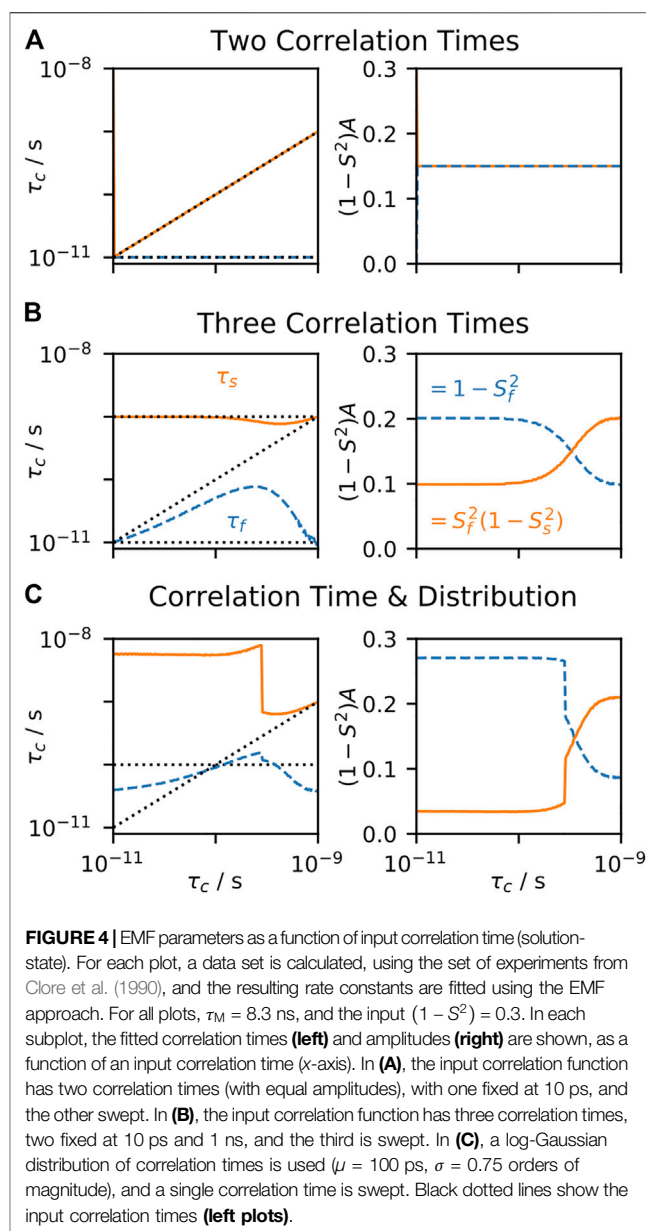 A
Two Correlation Times
10⁻⁸
τ_c / s
10⁻¹¹
0.3
0.2
0.1
0.0
(1 − S²)A
B
Three Correlation Times
10⁻⁸
τ_c / s
10⁻¹¹
τ_s
τ_f
0.3
0.2
0.1
0.0
(1 − S²)A
= 1 − S_f²
= S_f²(1 − S_s²)
C
Correlation Time & Distribution
10⁻⁸
τ_c / s
10⁻¹¹
10⁻¹¹
10⁻⁹
τ_c / s
0.3
0.2
0.1
0.0
(1 − S²)A
10⁻¹¹
10⁻⁹
τ_c / s
FIGURE 4 | EMF parameters as a function of input correlation time (solution-
state). For each plot, a data set is calculated, using the set of experiments from
Clore et al. (1990), and the resulting rate constants are fitted using the EMF
approach. For all plots, τ_M = 8.3 ns, and the input (1 − S²) = 0.3. In each
subplot, the fitted correlation times (left) and amplitudes (right) are shown, as a
function of an input correlation time (x-axis). In (A), the input correlation function
has two correlation times (with equal amplitudes), with one fixed at 10 ps, and
the other swept. In (B), the input correlation function has three correlation times,
two fixed at 10 ps and 1 ns, and the third is swept. In (C), a log-Gaussian
distribution of correlation times is used (μ = 100 ps, σ = 0.75 orders of
magnitude), and a single correlation time is swept. Black dotted lines show the
input correlation times (left plots).